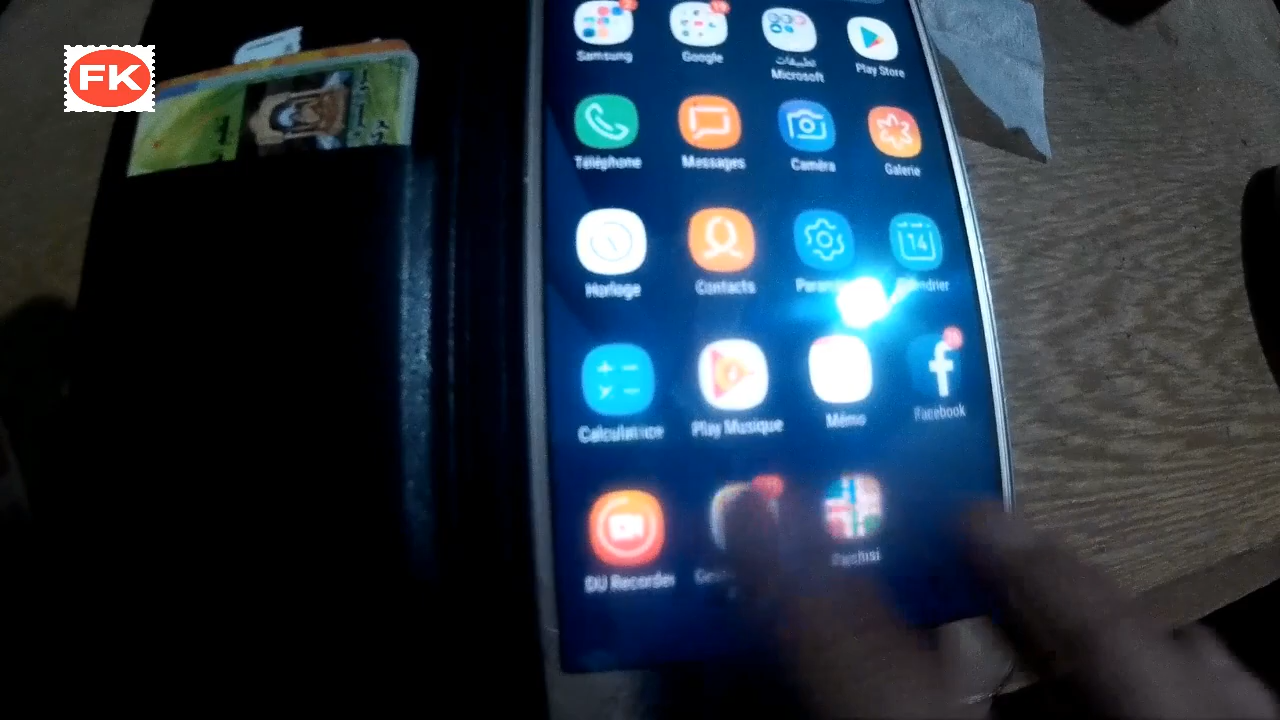 FK
Samsung
Google
تطبيقات
Microsoft
Play Store
Téléphone
Messages
Caméra
Galerie
14
Horloge
Contacts
Calculatrice
Play Musique
Mémo
Facebook
DU Recorder
Parchisi